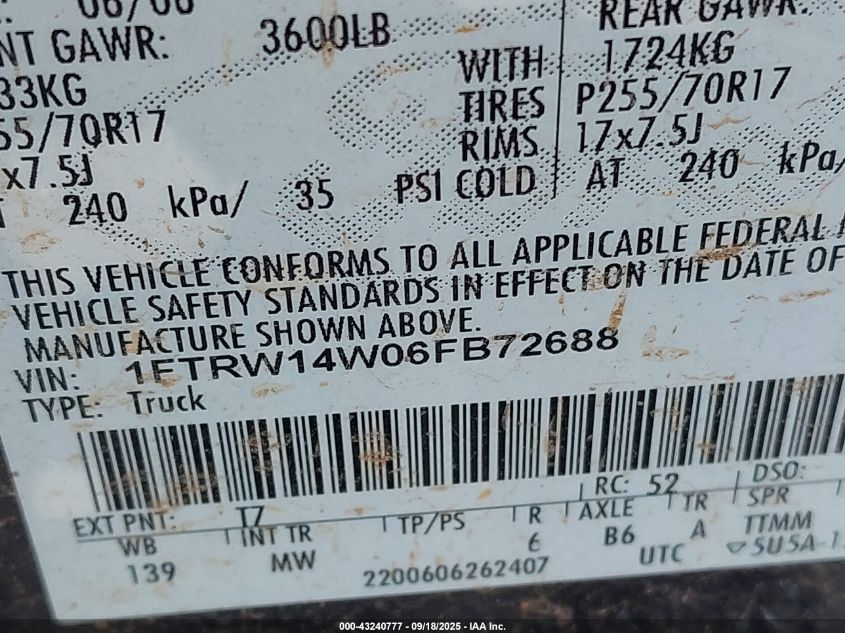 06/06
REAR GAWR:
NT GAWR: 3600LB
33KG
WITH 1724KG
55/70R17
TIRES P255/70R17
x7.5J
RIMS 17x7.5J
240 kPa/ 35 PSI COLD AT 240 kPa/
THIS VEHICLE CONFORMS TO ALL APPLICABLE FEDERAL
VEHICLE SAFETY STANDARDS IN EFFECT ON THE DATE OF
MANUFACTURE SHOWN ABOVE.
VIN: 1FTRW14W06FB72688
TYPE: Truck
EXT PNT: T7 RC: 52 DSO:
WB INT TR TP/PS R AXLE TR SPR
139 MW 6 B6 A TTMM
2200606262407 UTC ▽5U5A-1
000-43240777 - 09/18/2025 - IAA Inc.